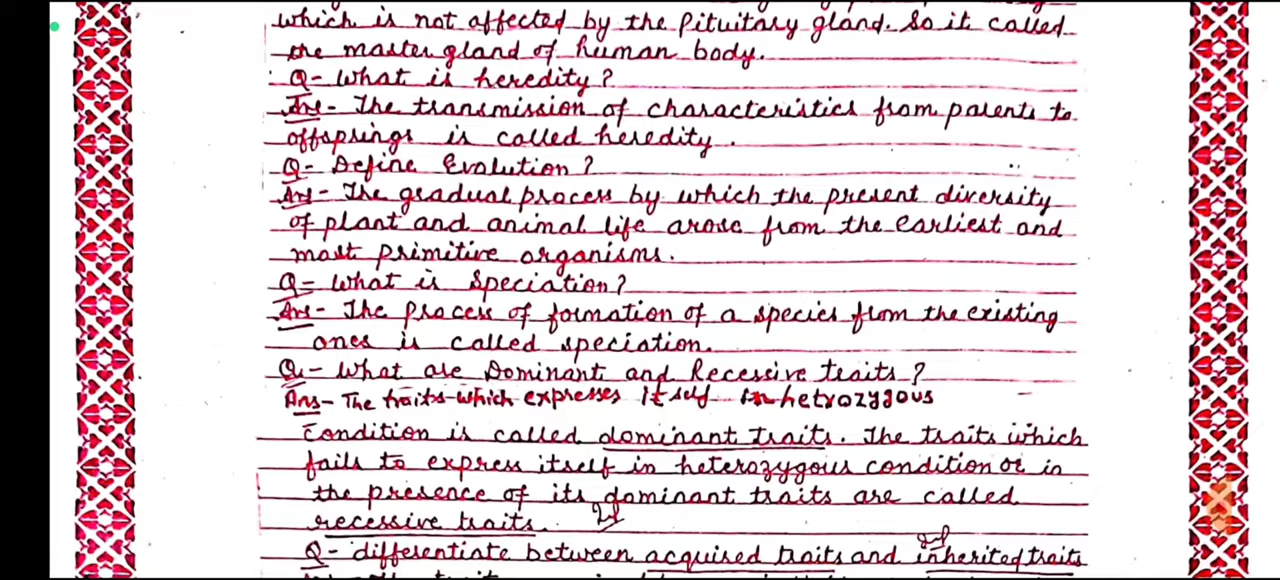 which is not affected by the Pituitary gland. So it called
the master gland of human body.
Q- What is heredity?
Ans- The transmission of characteristics from parents to
offsprings is called heredity.
Q- Define Evolution?
Ans- The gradual process by which the present diversity
of plant and animal life arose from the earliest and
most primitive organisms.
Q- What is Speciation?
Ans- The process of formation of a species from the existing
ones is called speciation.
Q- What are Dominant and Recessive traits?
Ans- The traits which expresses itself in hetrozygous
condition is called dominant traits. The traits which
fails to express itself in heterozygous condition or in
the presence of its dominant traits are called
recessive traits.
Q- differentiate between acquired traits and inherited traits